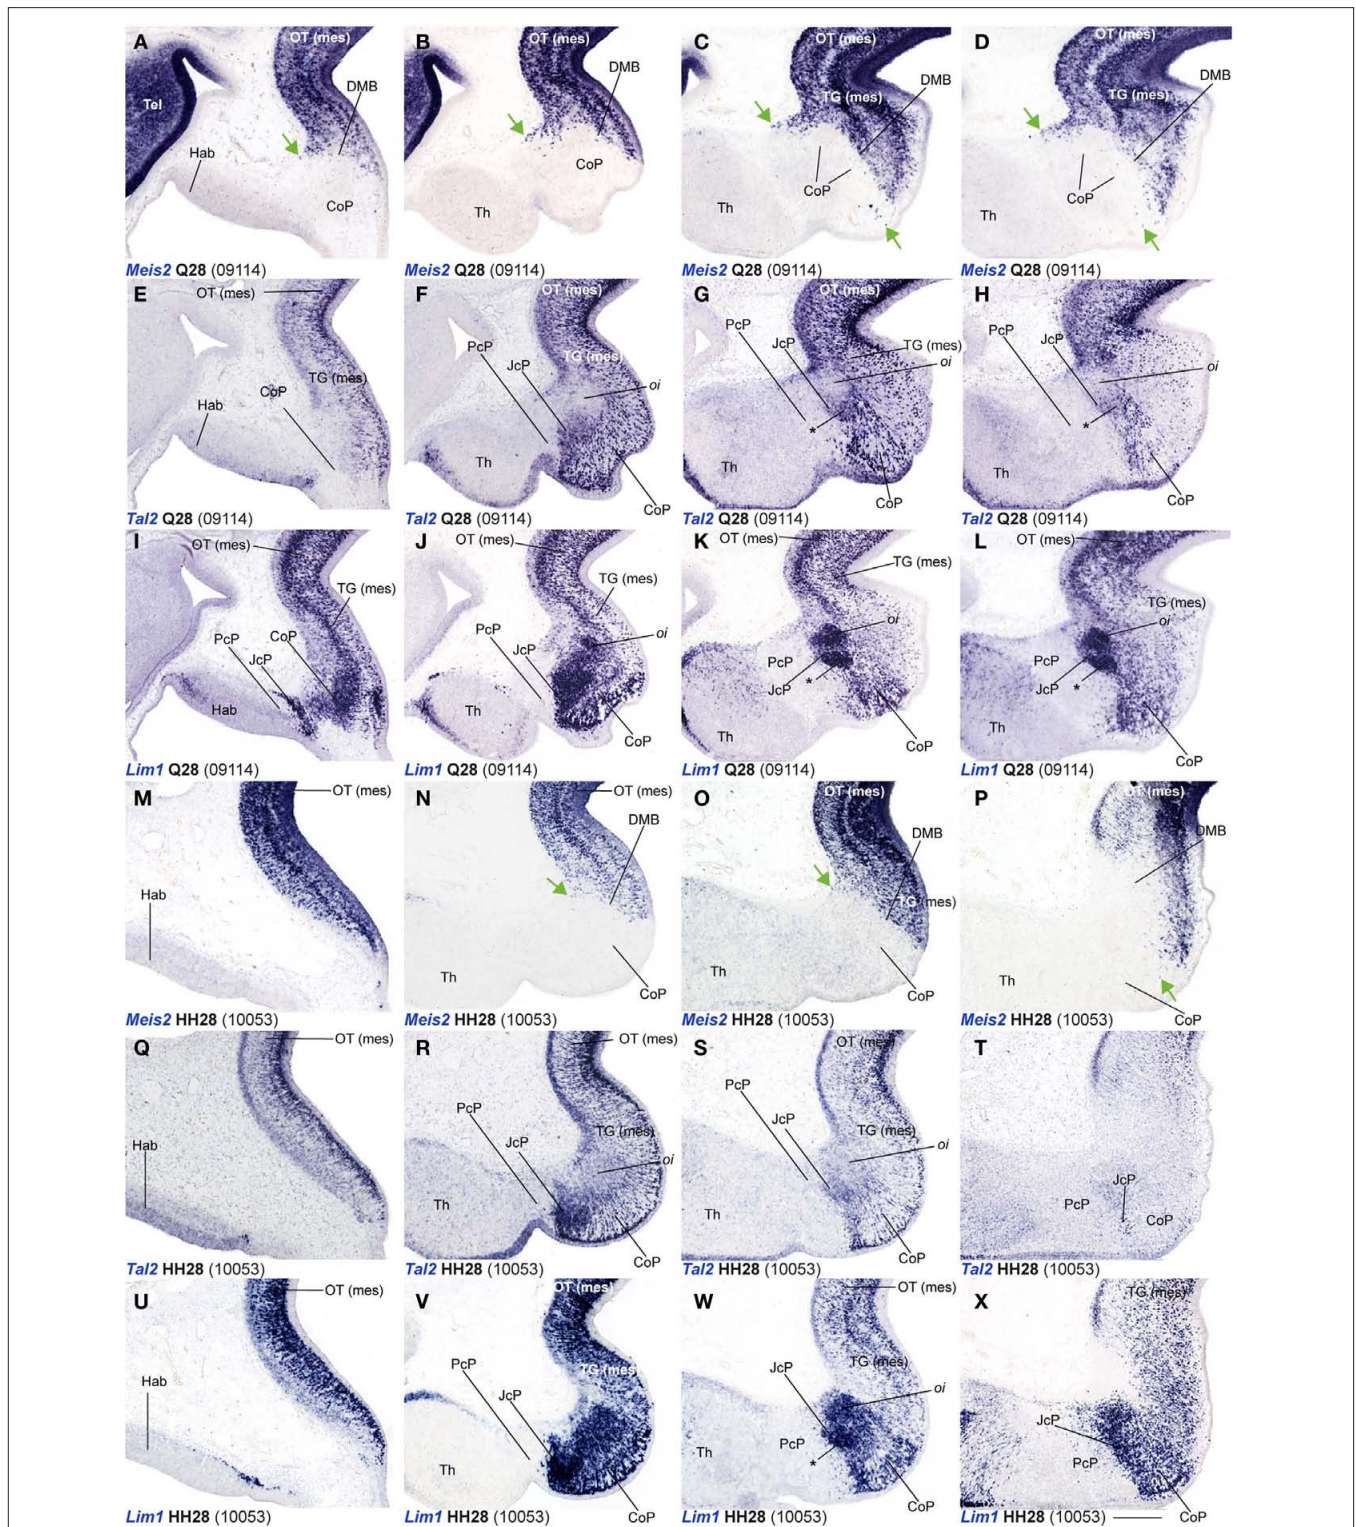 A B C D
OT (mes) OT (mes) OT (mes) OT (mes)
DMB DMB DMB DMB
Tel TG (mes) TG (mes)
Hab CoP CoP CoP
CoP Th Th Th
Meis2 Q28 (09114) Meis2 Q28 (09114) Meis2 Q28 (09114) Meis2 Q28 (09114)
E F G H
OT (mes) OT (mes) OT (mes)
PcP PcP PcP
JcP JcP JcP
TG (mes) TG (mes) TG (mes)
CoP oi oi oi
Hab * *
Th Th Th
CoP CoP CoP
Tal2 Q28 (09114) Tal2 Q28 (09114) Tal2 Q28 (09114) Tal2 Q28 (09114)
I J K L
OT (mes) OT (mes) OT (mes) OT (mes)
TG (mes) TG (mes) TG (mes) TG (mes)
PcP CoP PcP oi oi oi
JcP JcP PcP PcP
JcP * JcP *
Hab Th Th
CoP CoP CoP
Lim1 Q28 (09114) Lim1 Q28 (09114) Lim1 Q28 (09114) Lim1 Q28 (09114)
M N O P
OT (mes) OT (mes) OT (mes) OT (mes)
DMB DMB DMB
Hab TG (mes)
Th Th Th
CoP CoP CoP
Meis2 HH28 (10053) Meis2 HH28 (10053) Meis2 HH28 (10053) Meis2 HH28 (10053)
Q R S T
OT (mes) OT (mes) OT (mes)
PcP PcP
JcP JcP
TG (mes) TG (mes)
Hab oi oi
Th Th JcP
PcP CoP
CoP CoP
Tal2 HH28 (10053) Tal2 HH28 (10053) Tal2 HH28 (10053) Tal2 HH28 (10053)
U V W X
OT (mes) OT (mes) OT (mes) TG (mes)
PcP TG (mes) TG (mes)
Hab JcP JcP oi
JcP
PcP PcP
Th Th *
CoP CoP CoP
Lim1 HH28 (10053) Lim1 HH28 (10053) Lim1 HH28 (10053) Lim1 HH28 (10053)